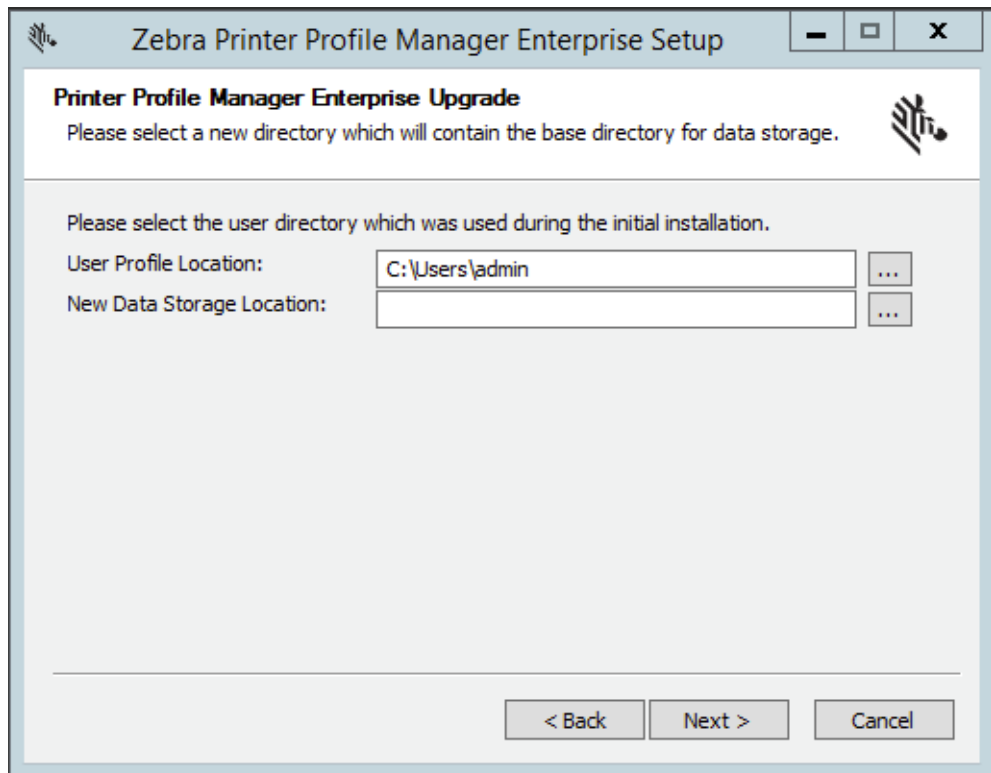 Zebra Printer Profile Manager Enterprise Setup
Printer Profile Manager Enterprise Upgrade
Please select a new directory which will contain the base directory for data storage.
Please select the user directory which was used during the initial installation.
User Profile Location:
C:\Users\admin
...
New Data Storage Location:
...
< Back
Next >
Cancel